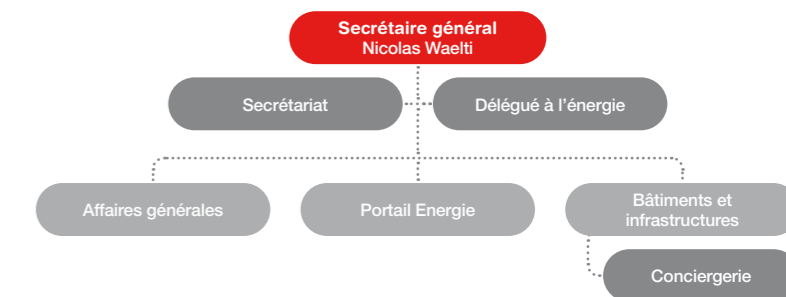 Secrétaire général
Nicolas Waelti
Secrétariat
Délégué à l’énergie
Affaires générales
Portail Energie
Bâtiments et
infrastructures
Conciergerie